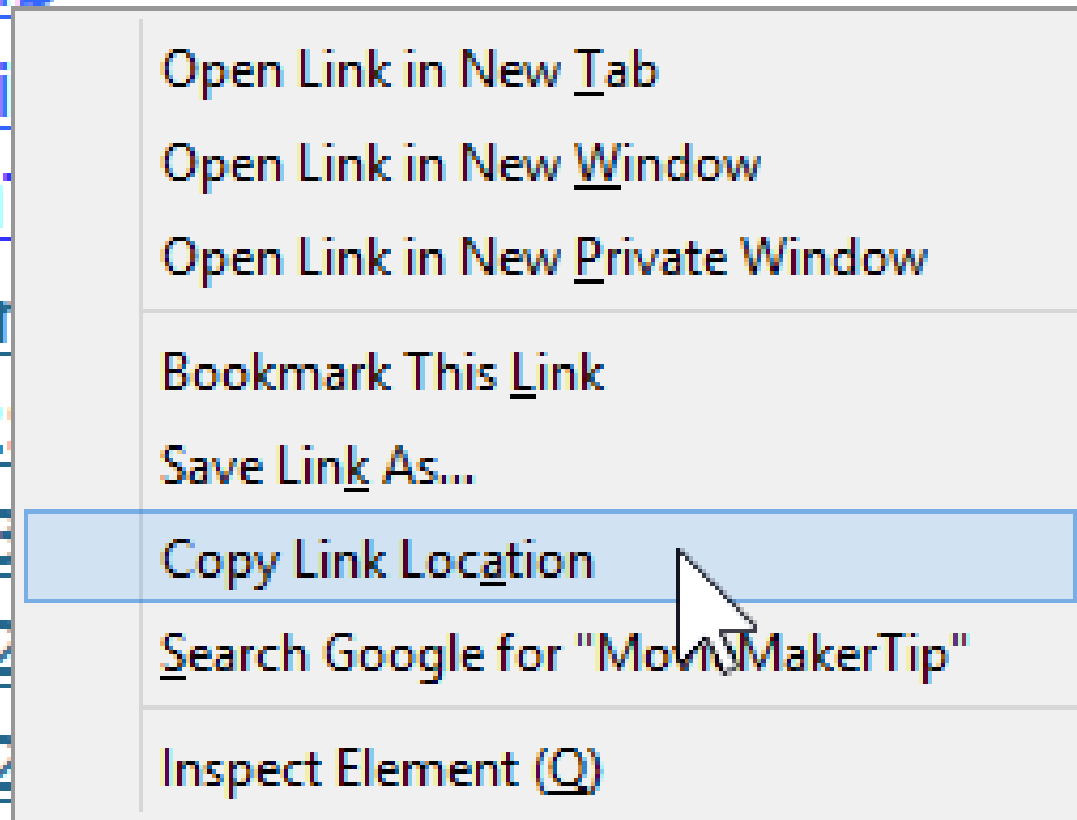 Open Link in New Tab
Open Link in New Window
Open Link in New Private Window
Bookmark This Link
Save Link As...
Copy Link Location
Search Google for "MovieMakerTip"
Inspect Element (Q)